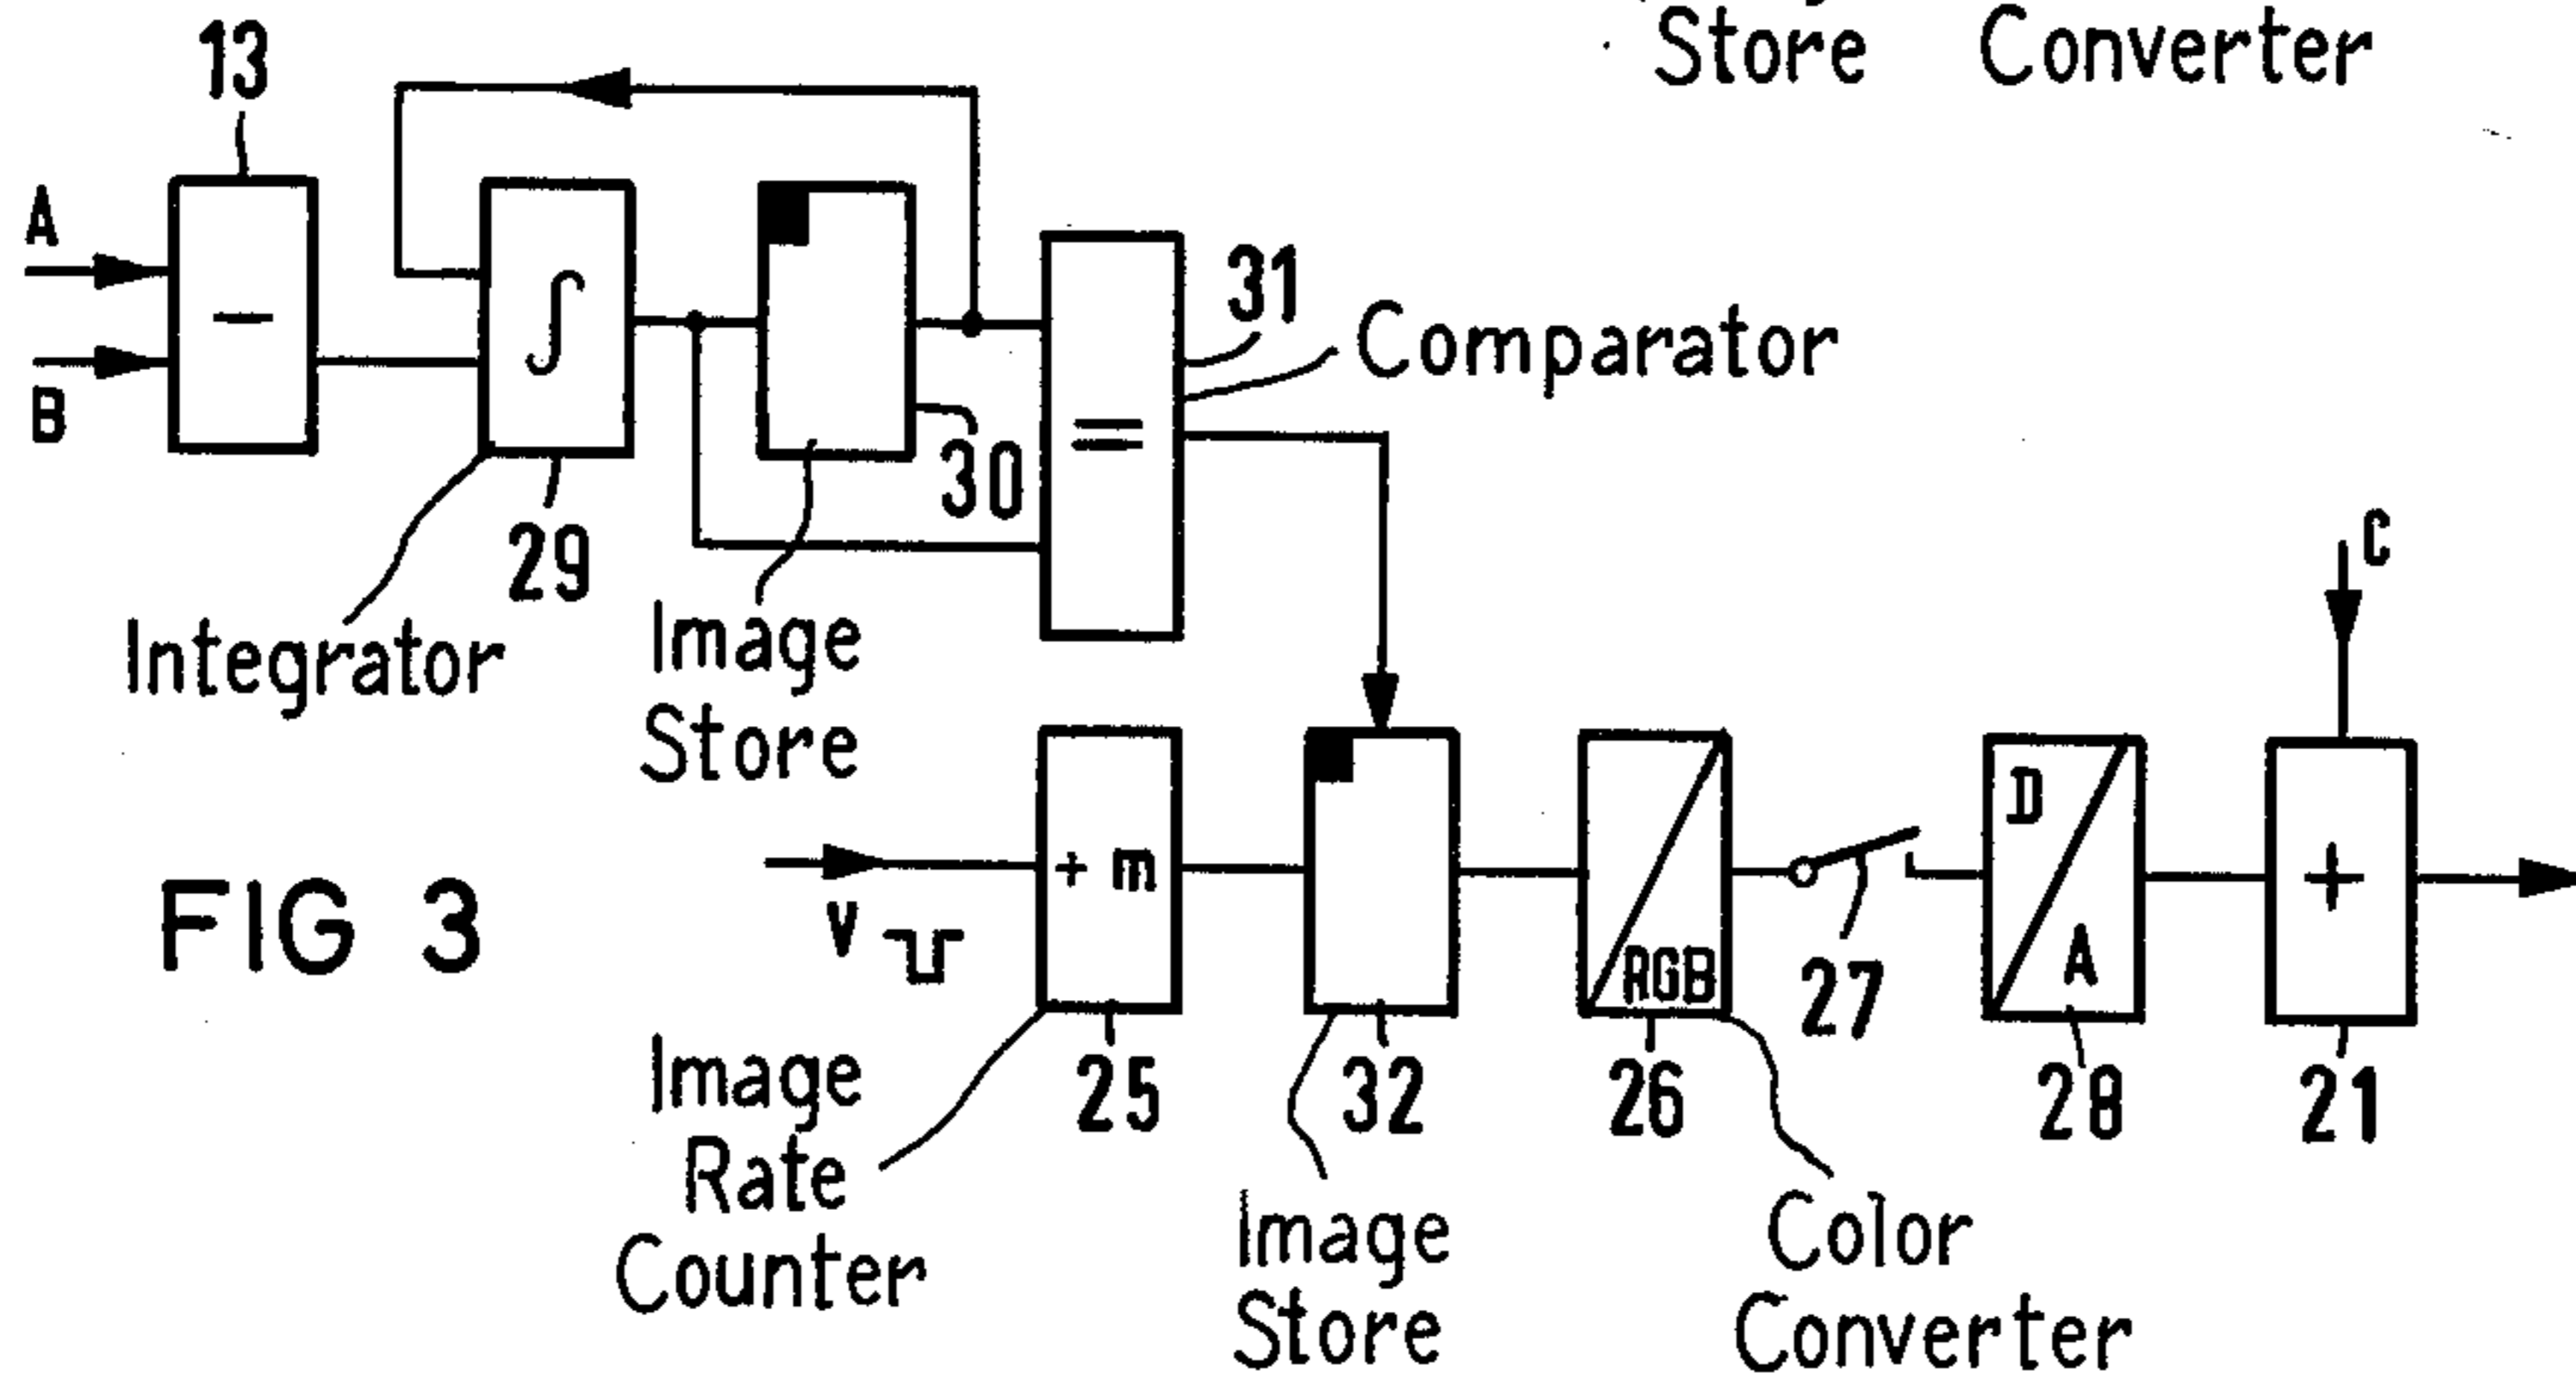 Store Converter
13
A
B
-
∫
=
31
Comparator
30
29
Integrator
Image
Store
C
+ m
V
RGB
D
A
+
FIG 3
25
32
26
27
28
21
Image
Rate
Counter
Image
Store
Color
Converter